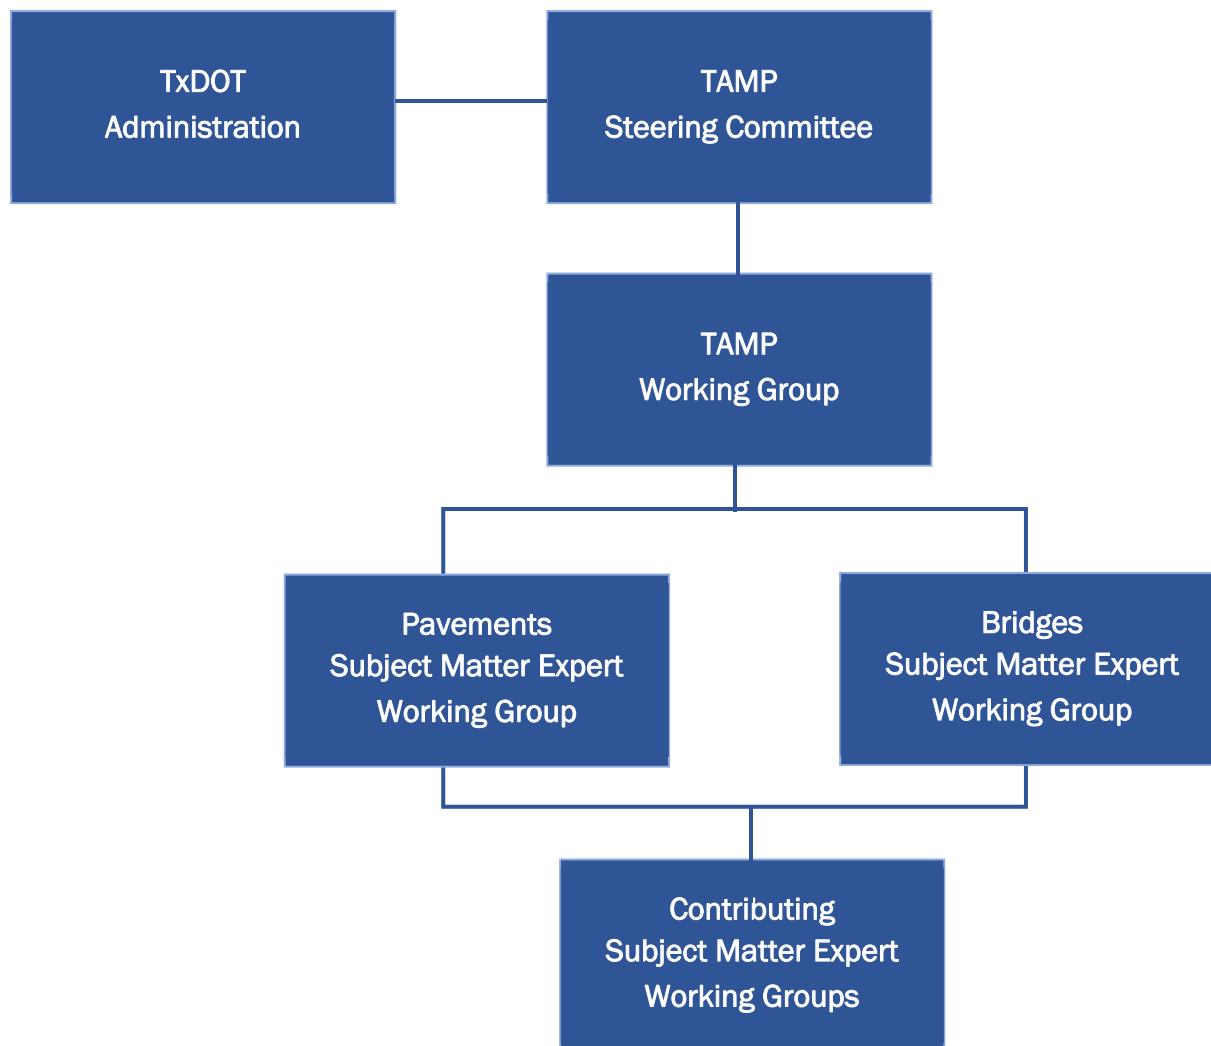 TxDOT
Administration
TAMP
Steering Committee
TAMP
Working Group
Pavements
Subject Matter Expert
Working Group
Bridges
Subject Matter Expert
Working Group
Contributing
Subject Matter Expert
Working Groups